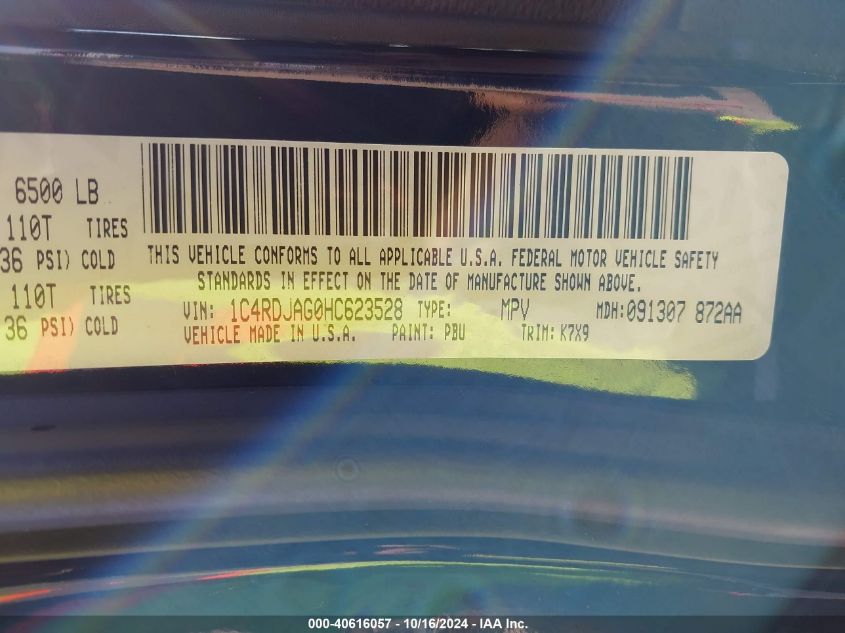 6500 LB
110T TIRES
36 PSI) COLD
110T TIRES
36 PSI) COLD
THIS VEHICLE CONFORMS TO ALL APPLICABLE U.S.A. FEDERAL MOTOR VEHICLE SAFETY
STANDARDS IN EFFECT ON THE DATE OF MANUFACTURE SHOWN ABOVE.
VIN: 1C4RDJAG0HC623528 TYPE: MPV MDH:091307 872AA
VEHICLE MADE IN U.S.A. PAINT: PBU TRIM: K7X9
000-40616057 - 10/16/2024 - IAA Inc.